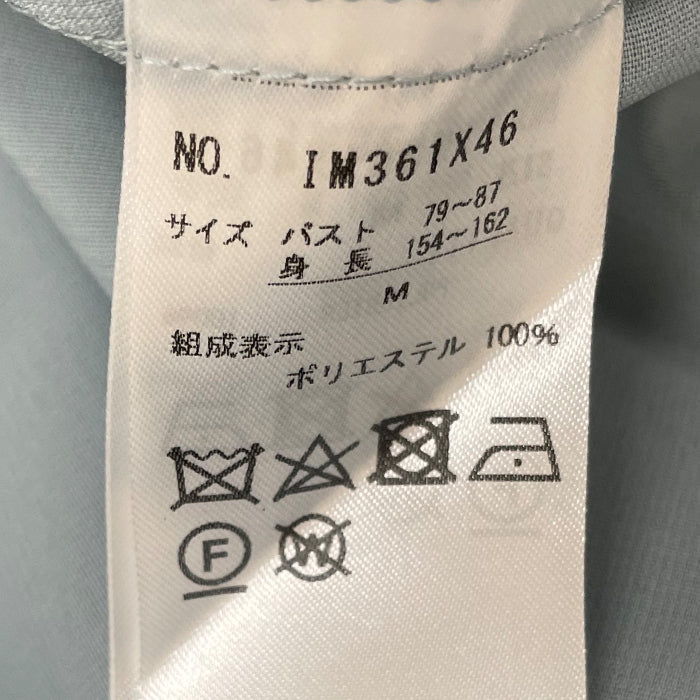 NO. IM361X46
サイズ バスト 79～87
身 長 154～162
M
組成表示
ポリエステル 100%
F
W